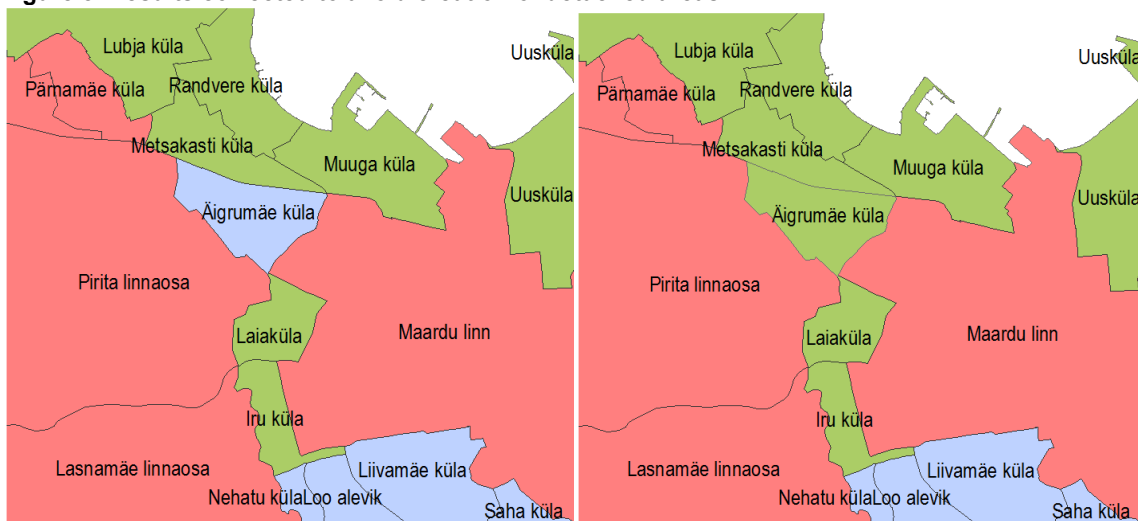 Lubja küla
Uusküla
Pärnamäe küla
Randvere küla
Metsakasti küla
Muuga küla
Uusküla
Äigrumäe küla
Pirita linnaosa
Laiaküla
Maardu linn
Iru küla
Lasnamäe linnaosa
Liivamäe küla
Nehatu küla
Loo alevik
Saha küla
Lubja küla
Uusküla
Pärnamäe küla
Randvere küla
Metsakasti küla
Muuga küla
Uusküla
Äigrumäe küla
Pirita linnaosa
Laiaküla
Maardu linn
Iru küla
Lasnamäe linnaosa
Liivamäe küla
Nehatu küla
Loo alevik
Saha küla